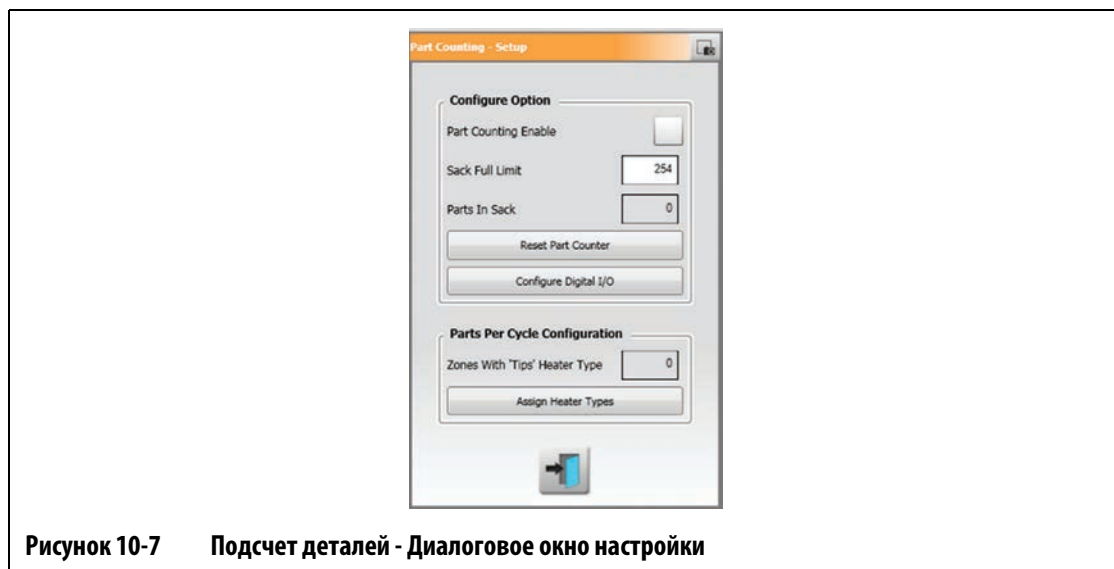 Part Counting - Setup
Configure Option
Part Counting Enable
Sack Full Limit 254
Parts In Sack 0
Reset Part Counter
Configure Digital I/O
Parts Per Cycle Configuration
Zones With 'Tips' Heater Type 0
Assign Heater Types
Рисунок 10-7 Подсчет деталей - Диалоговое окно настройки